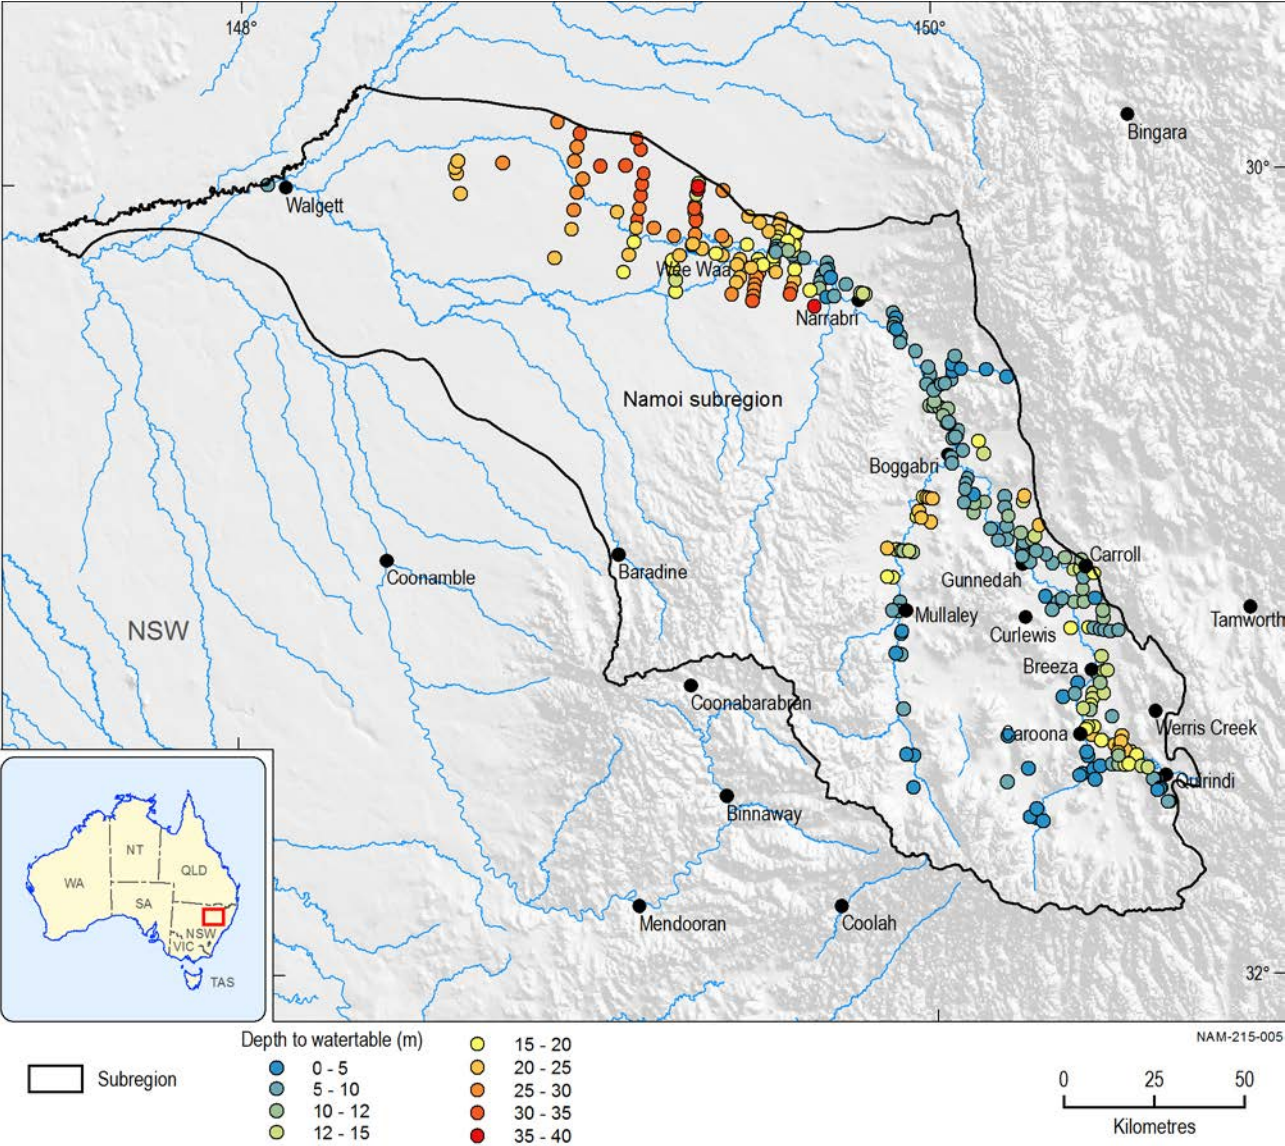 148°
150°
Bingara
30°
Walgett
Wee Waa
Narrabri
Namoi subregion
Boggabri
Baradine
Coonamble
Carroll
Gunnedah
Mullaley
Tamworth
NSW
Curlewis
Breeza
Coonabarabran
Werris Creek
Caroona
Quirindi
Binnaway
Mendooran
Coolah
32°
NT
QLD
WA
SA
NSW
VIC
TAS
NAM-215-005
Depth to watertable (m)
Subregion
0 - 5
5 - 10
10 - 12
12 - 15
15 - 20
20 - 25
25 - 30
30 - 35
35 - 40
0 25 50
Kilometres